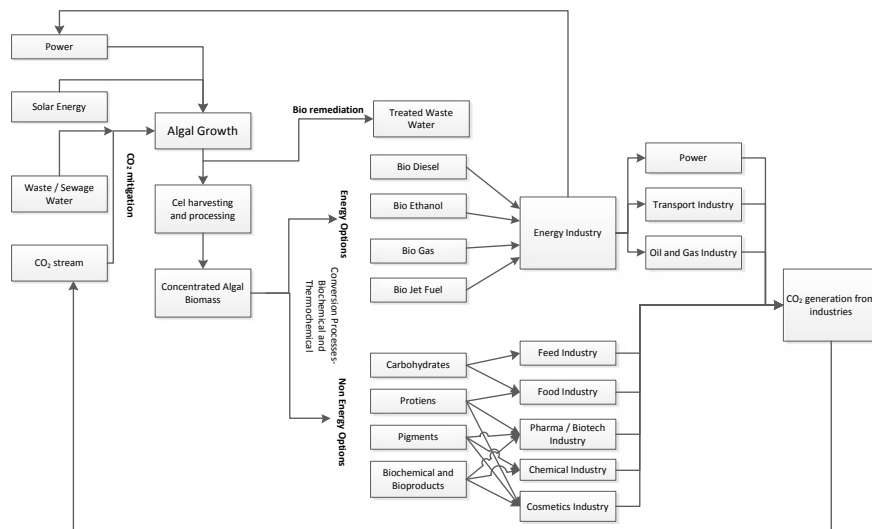 Power
Solar Energy
Waste / Sewage
Water
CO₂ stream
CO₂ mitigation
Algal Growth
Cel harvesting
and processing
Concentrated Algal
Biomass
Bio remediation
Treated Waste
Water
Energy Options
Conversion Processes-
Biochemical and
Thermochemical
Non Energy Options
Bio Diesel
Bio Ethanol
Bio Gas
Bio Jet Fuel
Carbohydrates
Protiens
Pigments
Biochemical and
Bioproducts
Energy Industry
Feed Industry
Food Industry
Pharma / Biotech
Industry
Chemical Industry
Cosmetics Industry
Power
Transport Industry
Oil and Gas Industry
CO₂ generation from
industries